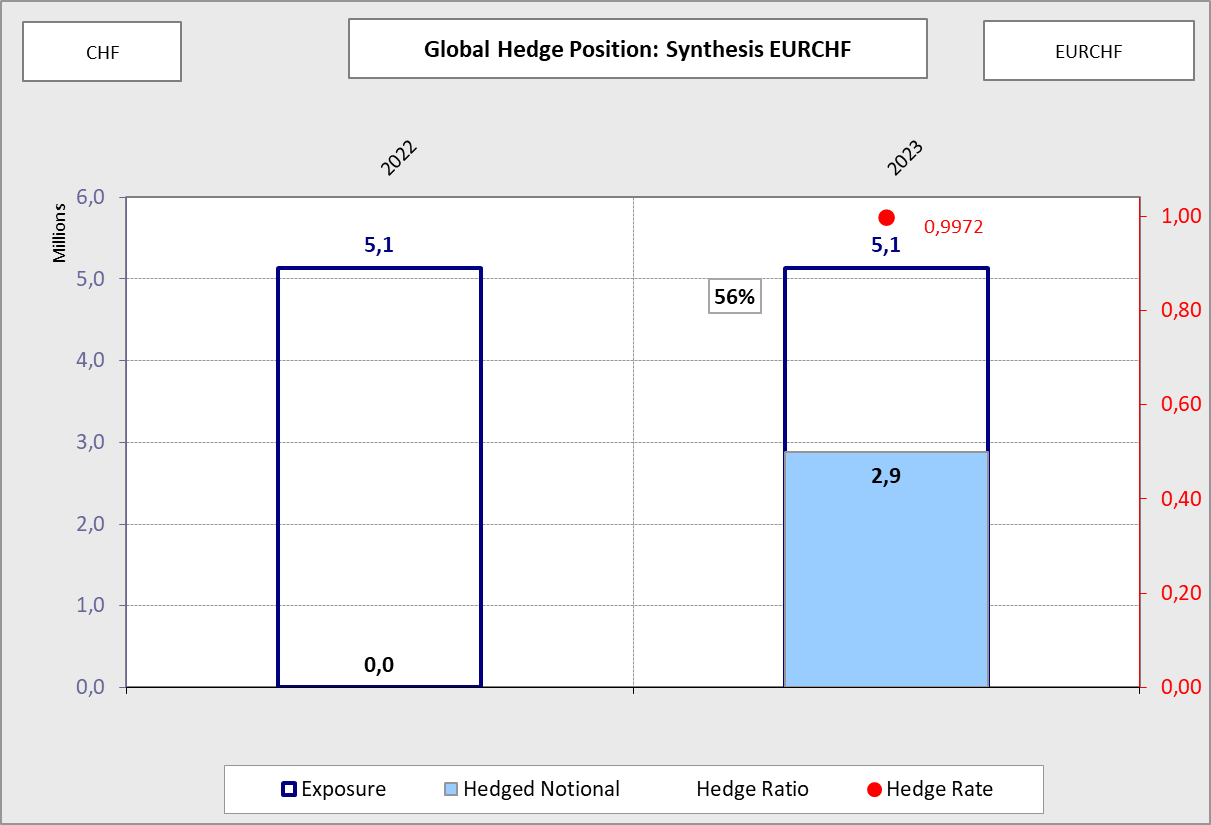 CHF
Global Hedge Position: Synthesis EURCHF
EURCHF
2022
2023
Millions
6,0
5,0
4,0
3,0
2,0
1,0
0,0
5,1
0,0
56%
5,1
2,9
0,9972
1,00
0,80
0,60
0,40
0,20
0,00
Exposure
Hedged Notional
Hedge Ratio
Hedge Rate